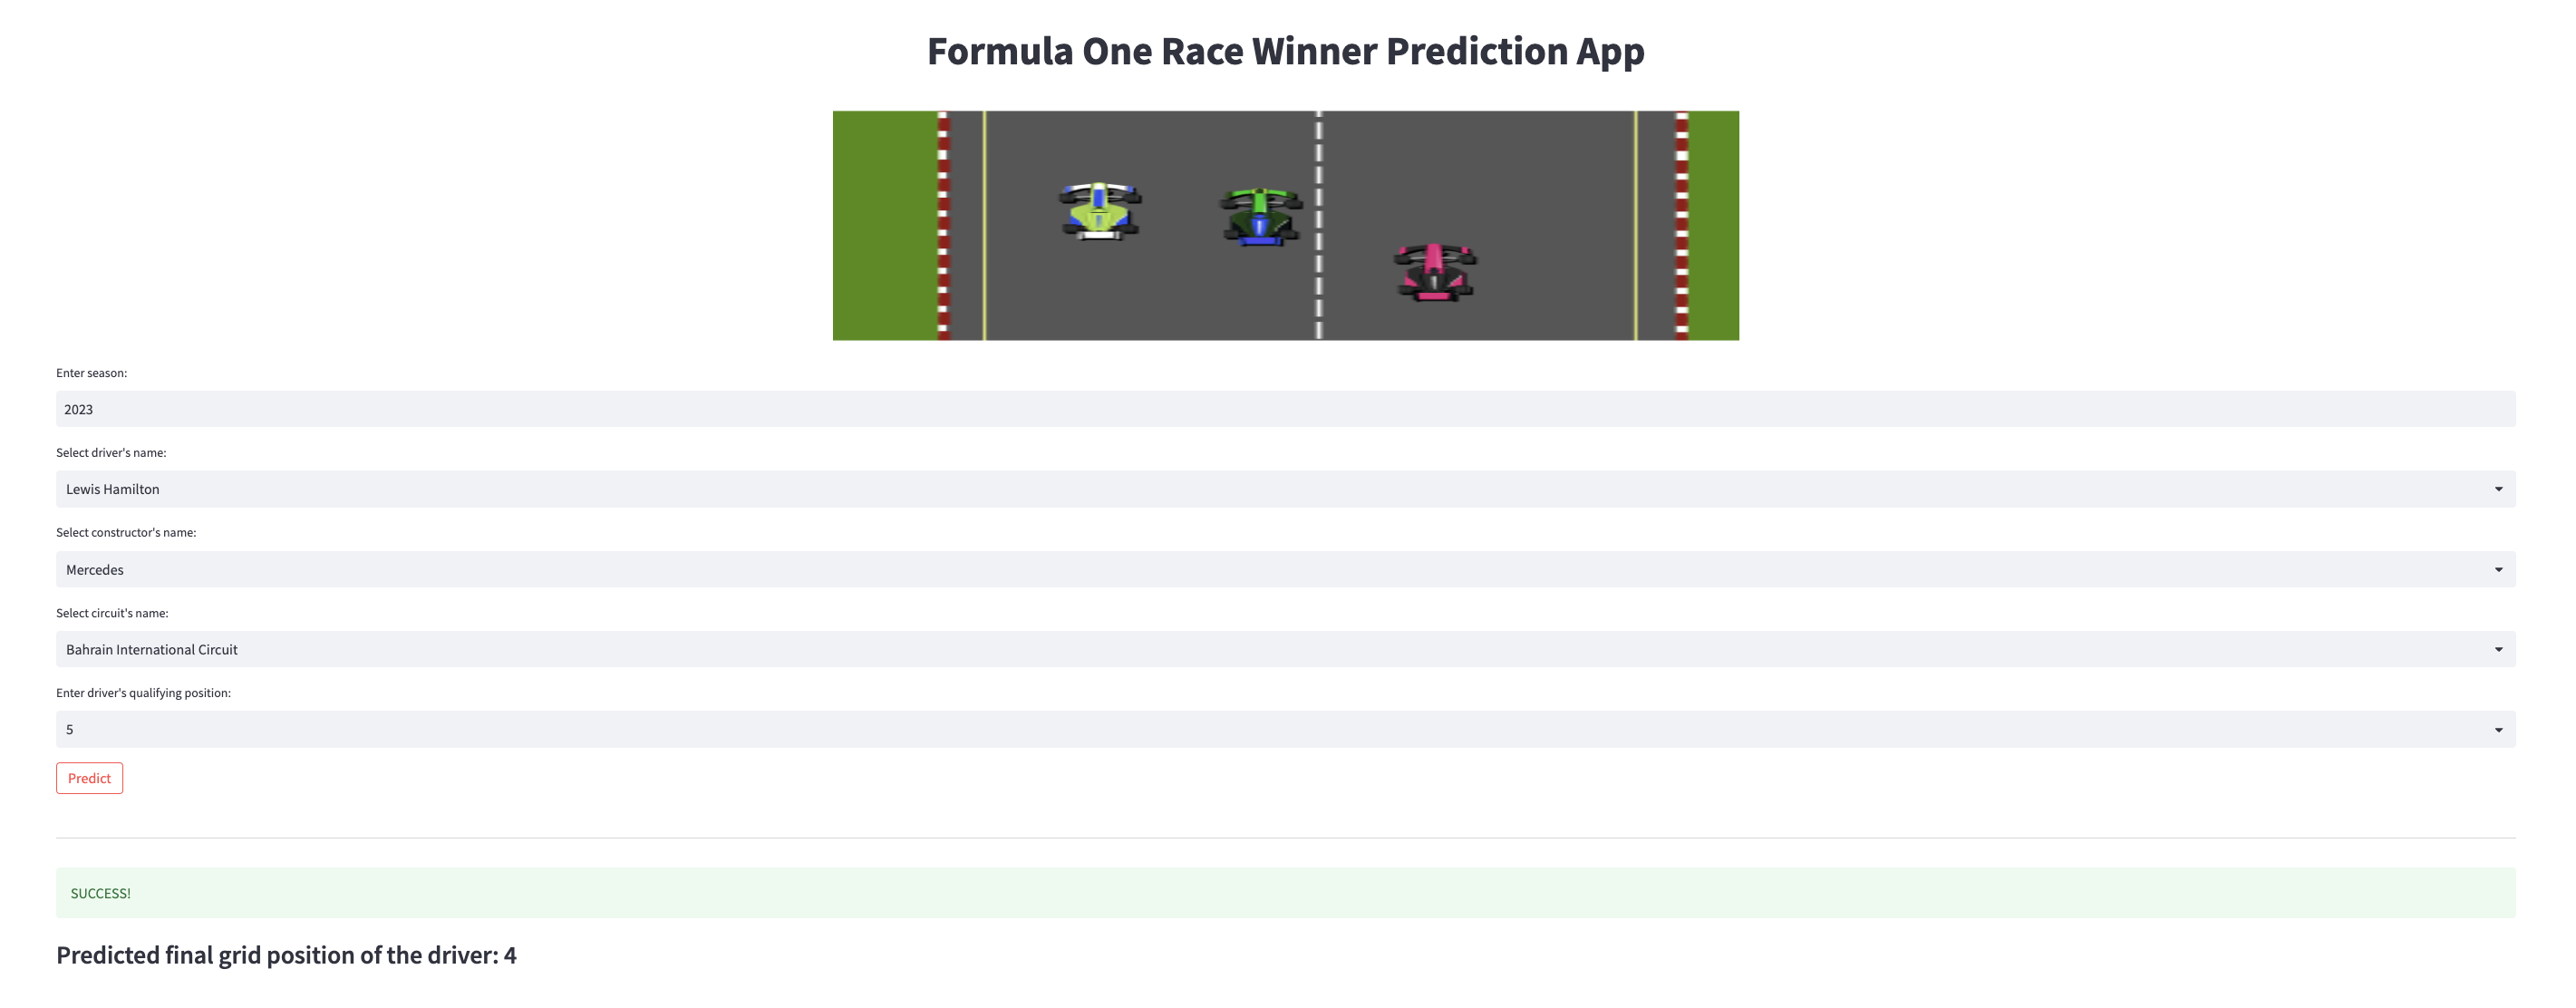 Formula One Race Winner Prediction App
Enter season:
2023
Select driver's name:
Lewis Hamilton
Select constructor's name:
Mercedes
Select circuit's name:
Bahrain International Circuit
Enter driver's qualifying position:
5
Predict
SUCCESS!
Predicted final grid position of the driver: 4